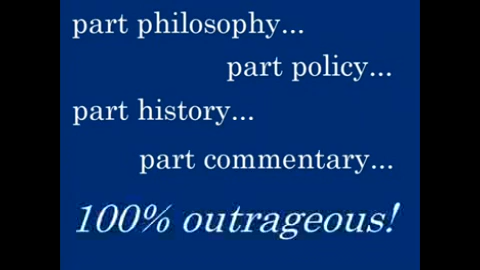 part philosophy...
part policy...
part history...
part commentary...
100% outrageous!